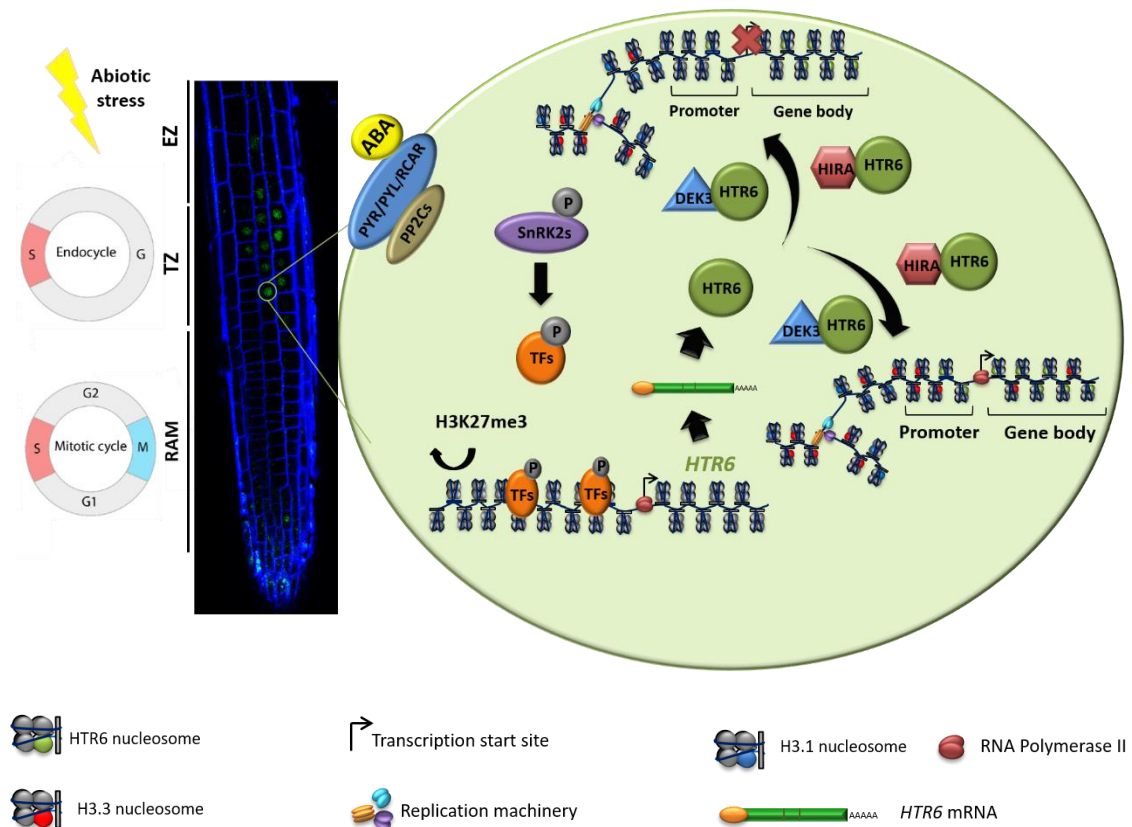 Abiotic
stress
EZ
TZ
RAM
S
Endocycle
G
G2
S
Mitotic cycle
M
G1
ABA
PYR/PYL/RCAR
PP2Cs
P
SnRK2s
P
TFs
Promoter
Gene body
HIRA
HTR6
DEK3
HTR6
HIRA
HTR6
HTR6
DEK3
HTR6
AAAAA
H3K27me3
HTR6
P
TFs
P
TFs
Promoter
Gene body
HTR6 nucleosome
Transcription start site
H3.1 nucleosome
RNA Polymerase II
H3.3 nucleosome
Replication machinery
AAAAA
HTR6 mRNA